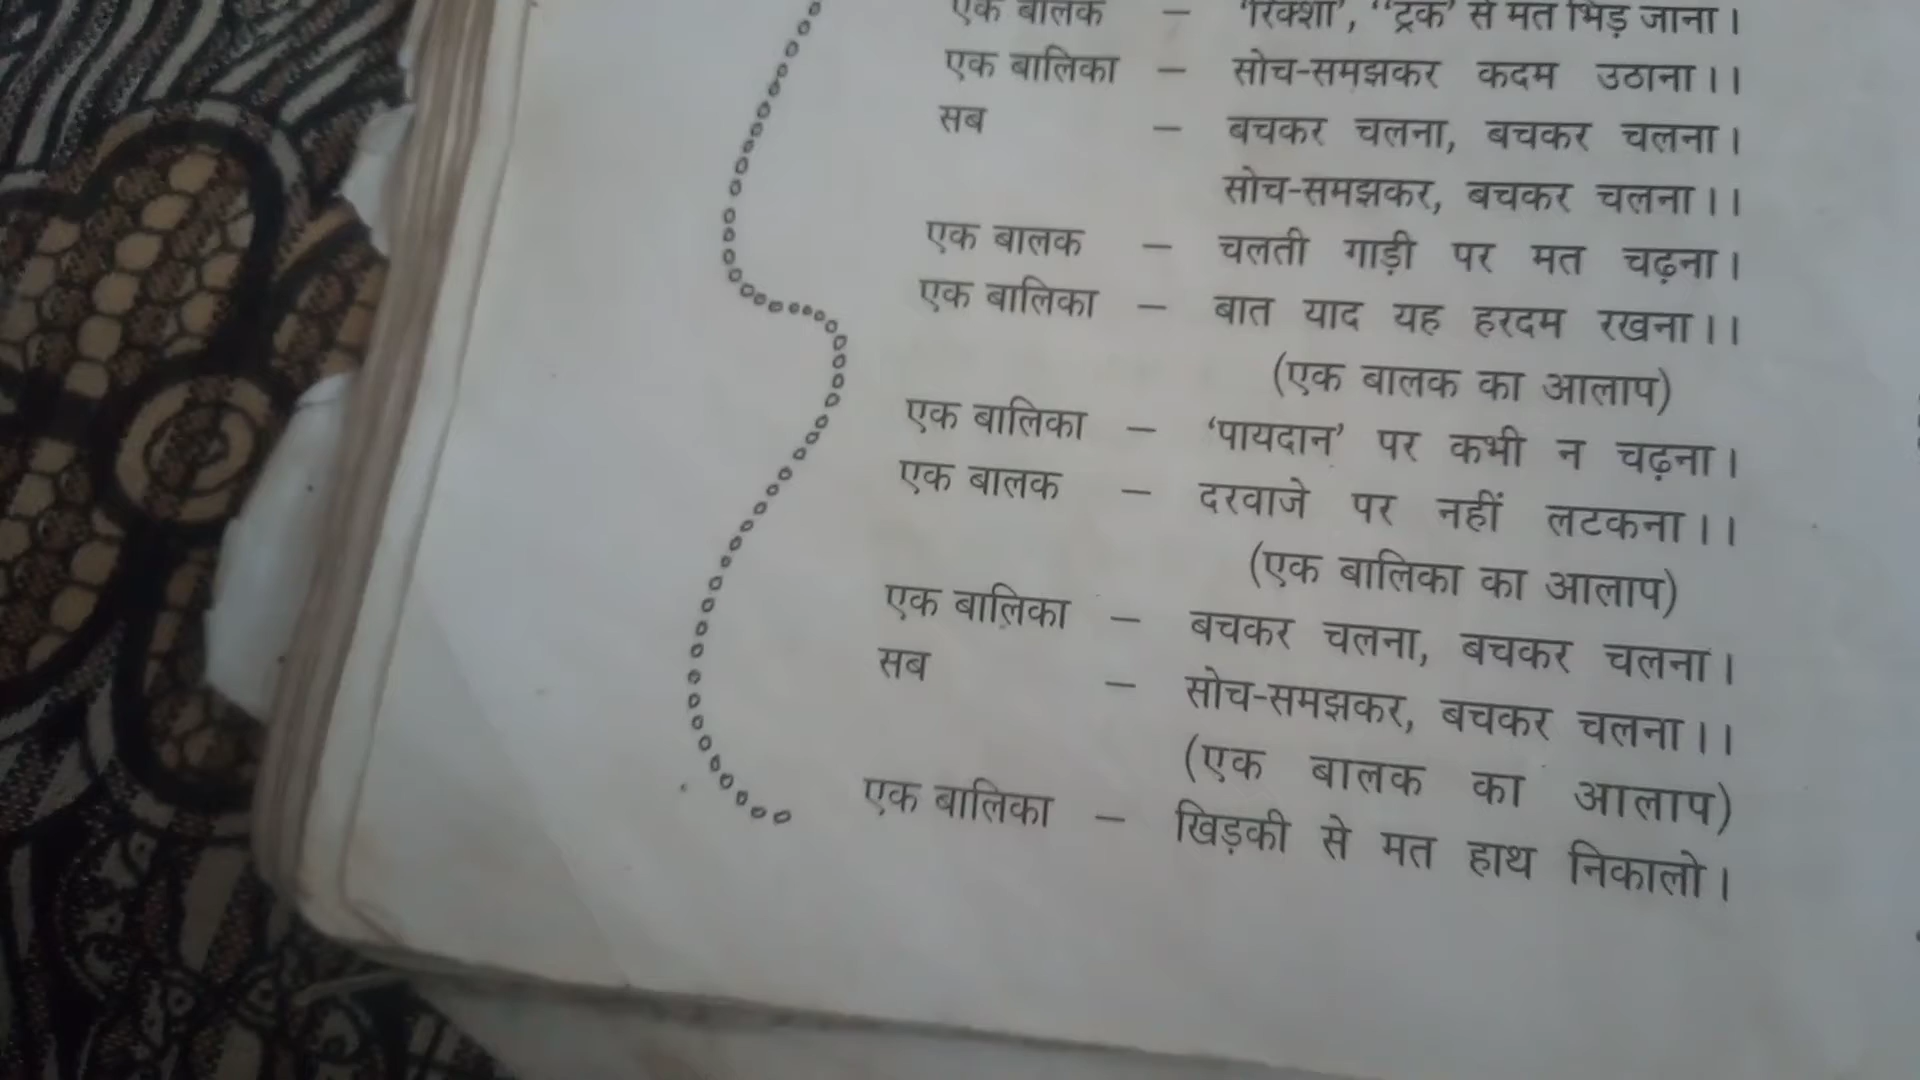 एक बालक – 'रिक्शा', ''ट्रक' से मत भिड़ जाना।
एक बालिका – सोच-समझकर कदम उठाना।।
सब – बचकर चलना, बचकर चलना।
सोच-समझकर, बचकर चलना।।
एक बालक – चलती गाड़ी पर मत चढ़ना।
एक बालिका – बात याद यह हरदम रखना।।
(एक बालक का आलाप)
एक बालिका – 'पायदान' पर कभी न चढ़ना।
एक बालक – दरवाजे पर नहीं लटकना।।
(एक बालिका का आलाप)
एक बालिका – बचकर चलना, बचकर चलना।
सब – सोच-समझकर, बचकर चलना।।
(एक बालक का आलाप)
एक बालिका – खिड़की से मत हाथ निकालो।